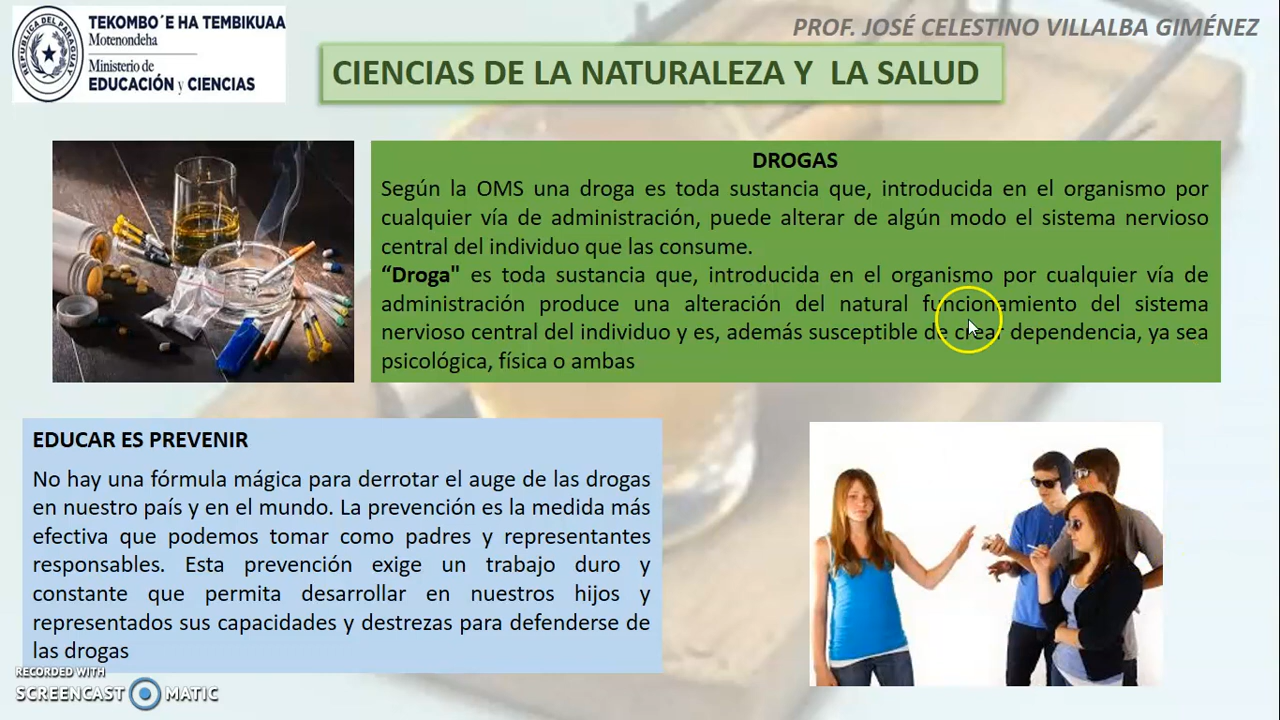 PROF. JOSÉ CELESTINO VILLALBA GIMÉNEZ
REPUBLICA DEL PARAGUAY
TEKOMBO´E HA TEMBIKUAA
Motenondeha
Ministerio de
EDUCACIÓN y CIENCIAS
CIENCIAS DE LA NATURALEZA Y LA SALUD
DROGAS
Según la OMS una droga es toda sustancia que, introducida en el organismo por
cualquier vía de administración, puede alterar de algún modo el sistema nervioso
central del individuo que las consume.
“Droga" es toda sustancia que, introducida en el organismo por cualquier vía de
administración produce una alteración del natural funcionamiento del sistema
nervioso central del individuo y es, además susceptible de crear dependencia, ya sea
psicológica, física o ambas
EDUCAR ES PREVENIR
No hay una fórmula mágica para derrotar el auge de las drogas
en nuestro país y en el mundo. La prevención es la medida más
efectiva que podemos tomar como padres y representantes
responsables. Esta prevención exige un trabajo duro y
constante que permita desarrollar en nuestros hijos y
representados sus capacidades y destrezas para defenderse de
las drogas
RECORDED WITH
SCREENCAST MATIC